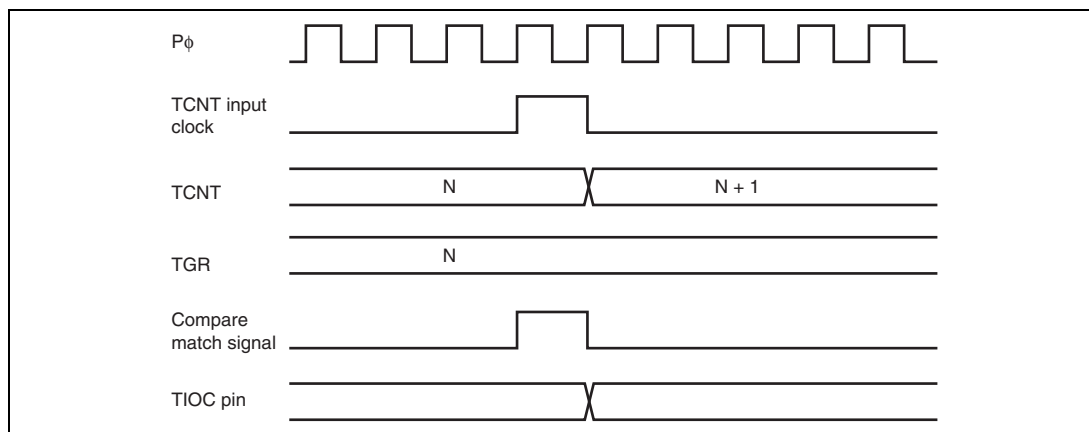 Pϕ
TCNT input
clock
TCNT
N
N + 1
TGR
N
Compare
match signal
TIOC pin